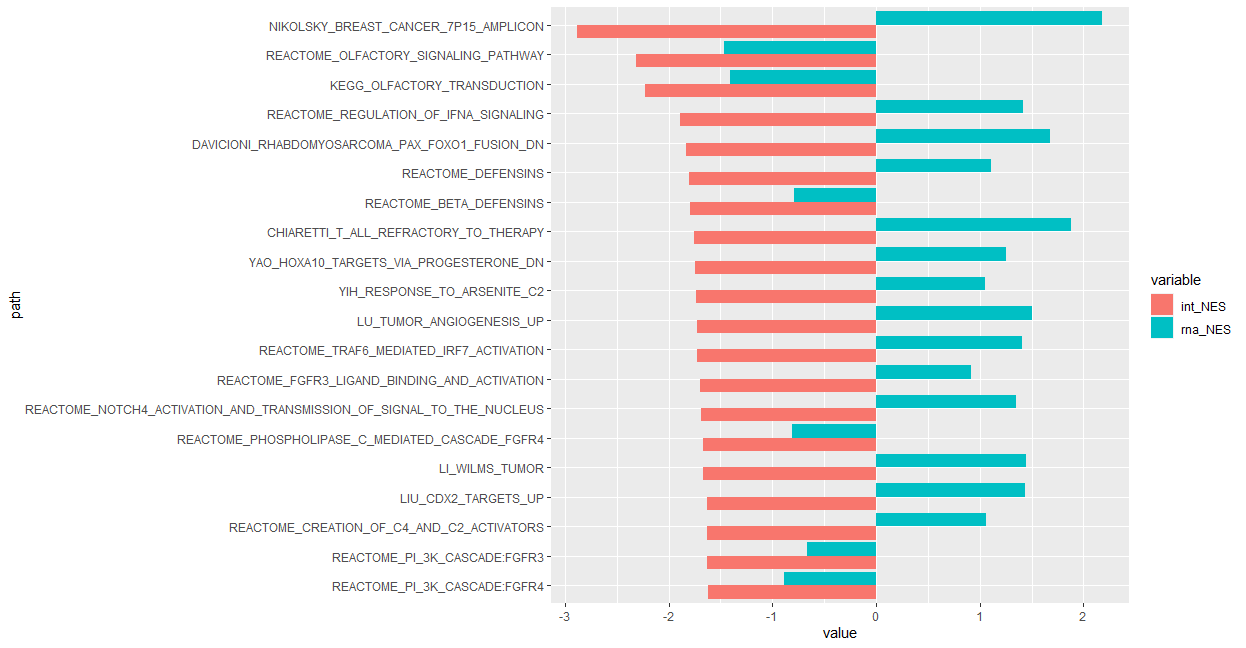 NIKOLSKY_BREAST_CANCER_7P15_AMPLICON
REACTOME_OLFACTORY_SIGNALING_PATHWAY
KEGG_OLFACTORY_TRANSDUCTION
REACTOME_REGULATION_OF_IFNA_SIGNALING
DAVICIONI_RHABDOMYOSARCOMA_PAX_FOXO1_FUSION_DN
REACTOME_DEFENSINS
REACTOME_BETA_DEFENSINS
CHIARETTI_T_ALL_REFRACTORY_TO_THERAPY
YAO_HOXA10_TARGETS_VIA_PROGESTERONE_DN
YIH_RESPONSE_TO_ARSENITE_C2
LU_TUMOR_ANGIOGENESIS_UP
REACTOME_TRAF6_MEDIATED_IRF7_ACTIVATION
REACTOME_FGFR3_LIGAND_BINDING_AND_ACTIVATION
REACTOME_NOTCH4_ACTIVATION_AND_TRANSMISSION_OF_SIGNAL_TO_THE_NUCLEUS
REACTOME_PHOSPHOLIPASE_C_MEDIATED_CASCADE_FGFR4
LI_WILMS_TUMOR
LIU_CDX2_TARGETS_UP
REACTOME_CREATION_OF_C4_AND_C2_ACTIVATORS
REACTOME_PI_3K_CASCADE:FGFR3
REACTOME_PI_3K_CASCADE:FGFR4
path
-3 -2 -1 0 1 2
value
variable
int_NES
rna_NES